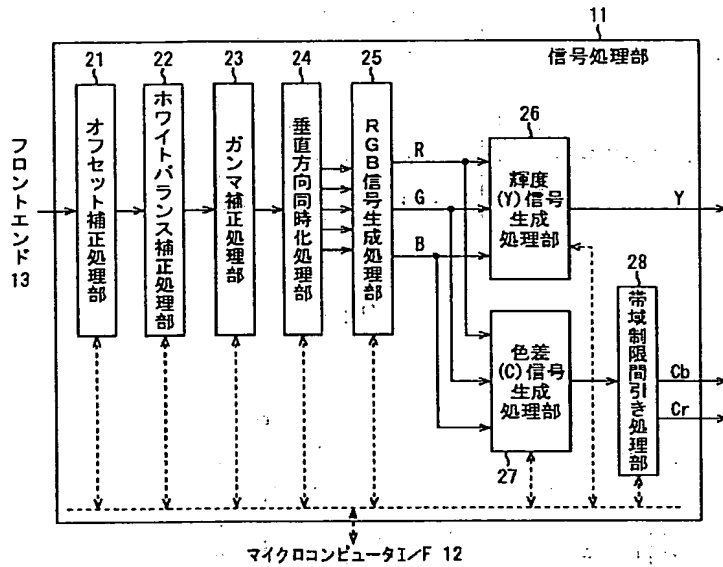 11
信号処理部
21
22
23
24
25
26
フロントエンド 13
オフセット補正処理部
ホワイトバランス補正処理部
ガンマ補正処理部
垂直方向同時化処理部
RGB信号生成処理部
R
G
B
輝度
(Y)信号
生成
処理部
Y
28
色差
(C)信号
生成
処理部
27
帯域制限間引き処理部
Cb
Cr
マイクロコンピュータI/F 12